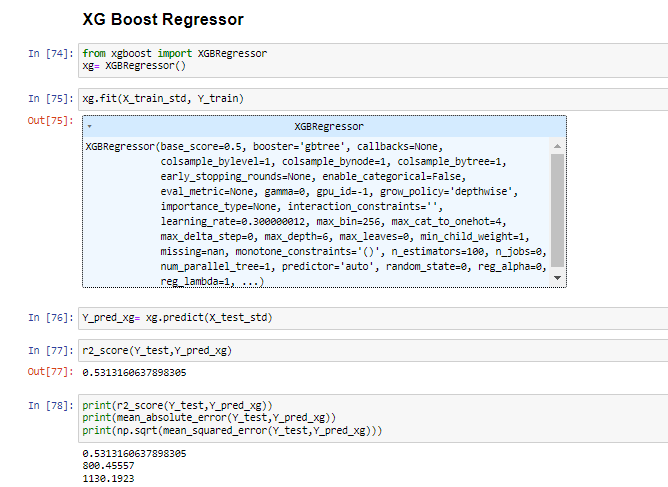 XG Boost Regressor
In [74]: from xgboost import XGBRegressor
xg= XGBRegressor()
In [75]: xg.fit(X_train_std, Y_train)
Out[75]: XGBRegressor
XGBRegressor(base_score=0.5, booster='gbtree', callbacks=None,
colsample_bylevel=1, colsample_bynode=1, colsample_bytree=1,
early_stopping_rounds=None, enable_categorical=False,
eval_metric=None, gamma=0, gpu_id=-1, grow_policy='depthwise',
importance_type=None, interaction_constraints='',
learning_rate=0.300000012, max_bin=256, max_cat_to_onehot=4,
max_delta_step=0, max_depth=6, max_leaves=0, min_child_weight=1,
missing=nan, monotone_constraints='()', n_estimators=100, n_jobs=0,
num_parallel_tree=1, predictor='auto', random_state=0, reg_alpha=0,
reg_lambda=1, ...)
In [76]: Y_pred_xg= xg.predict(X_test_std)
In [77]: r2_score(Y_test,Y_pred_xg)
Out[77]: 0.5313160637898305
In [78]: print(r2_score(Y_test,Y_pred_xg))
print(mean_absolute_error(Y_test,Y_pred_xg))
print(np.sqrt(mean_squared_error(Y_test,Y_pred_xg)))
0.5313160637898305
800.45557
1130.1923